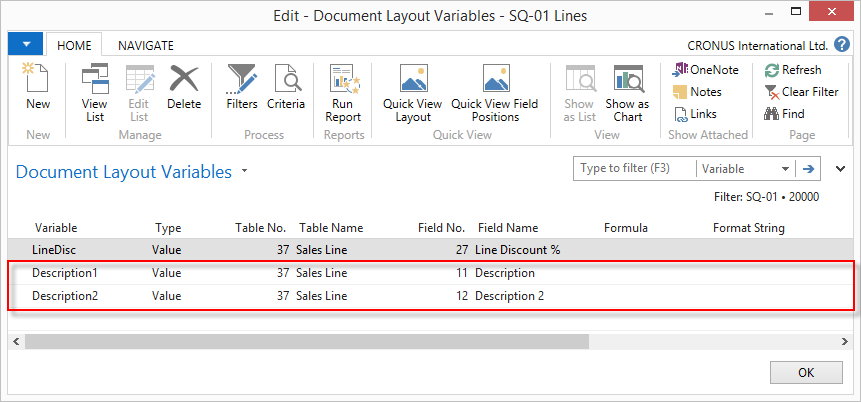 Edit - Document Layout Variables - SQ-01 Lines
HOME NAVIGATE CRONUS International Ltd.
New
View List
Edit List
Delete
Filters
Criteria
Run Report
Quick View Layout
Quick View Field Positions
Show as List
Show as Chart
OneNote
Notes
Links
Refresh
Clear Filter
Find
New Manage Process Reports Quick View View Show Attached Page
Document Layout Variables
Type to filter (F3) Variable
Filter: SQ-01 • 20000
Variable Type Table No. Table Name Field No. Field Name Formula Format String
LineDisc Value 37 Sales Line 27 Line Discount %
Description1 Value 37 Sales Line 11 Description
Description2 Value 37 Sales Line 12 Description 2
OK